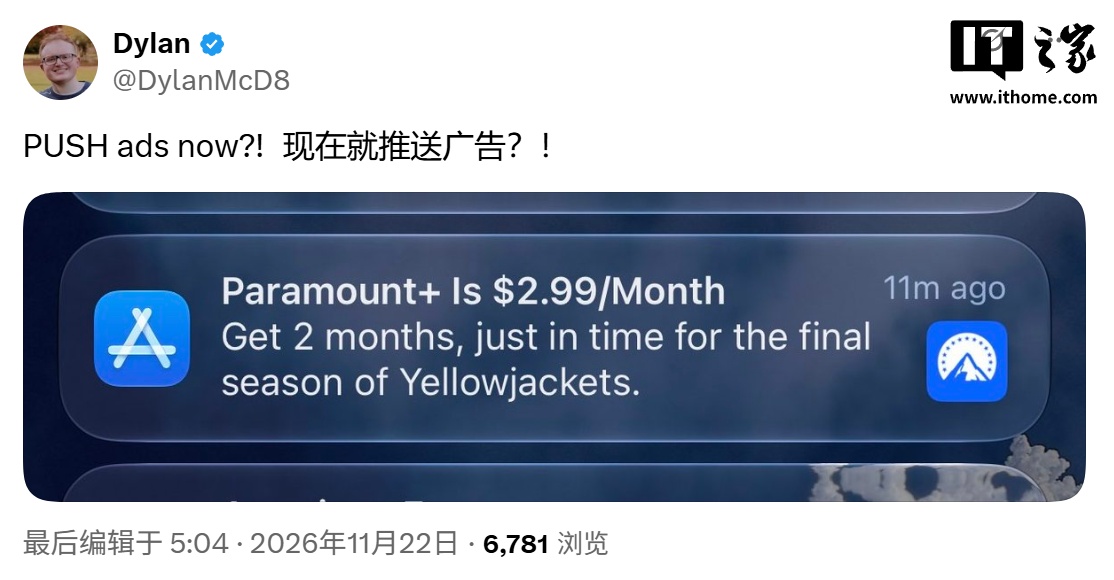 Dylan
@DylanMcD8
IT之家
www.ithome.com
PUSH ads now?! 现在就推送广告？！
Paramount+ Is $2.99/Month
11m ago
Get 2 months, just in time for the final
season of Yellowjackets.
最后编辑于 5:04 · 2026年11月22日 · 6,781 浏览